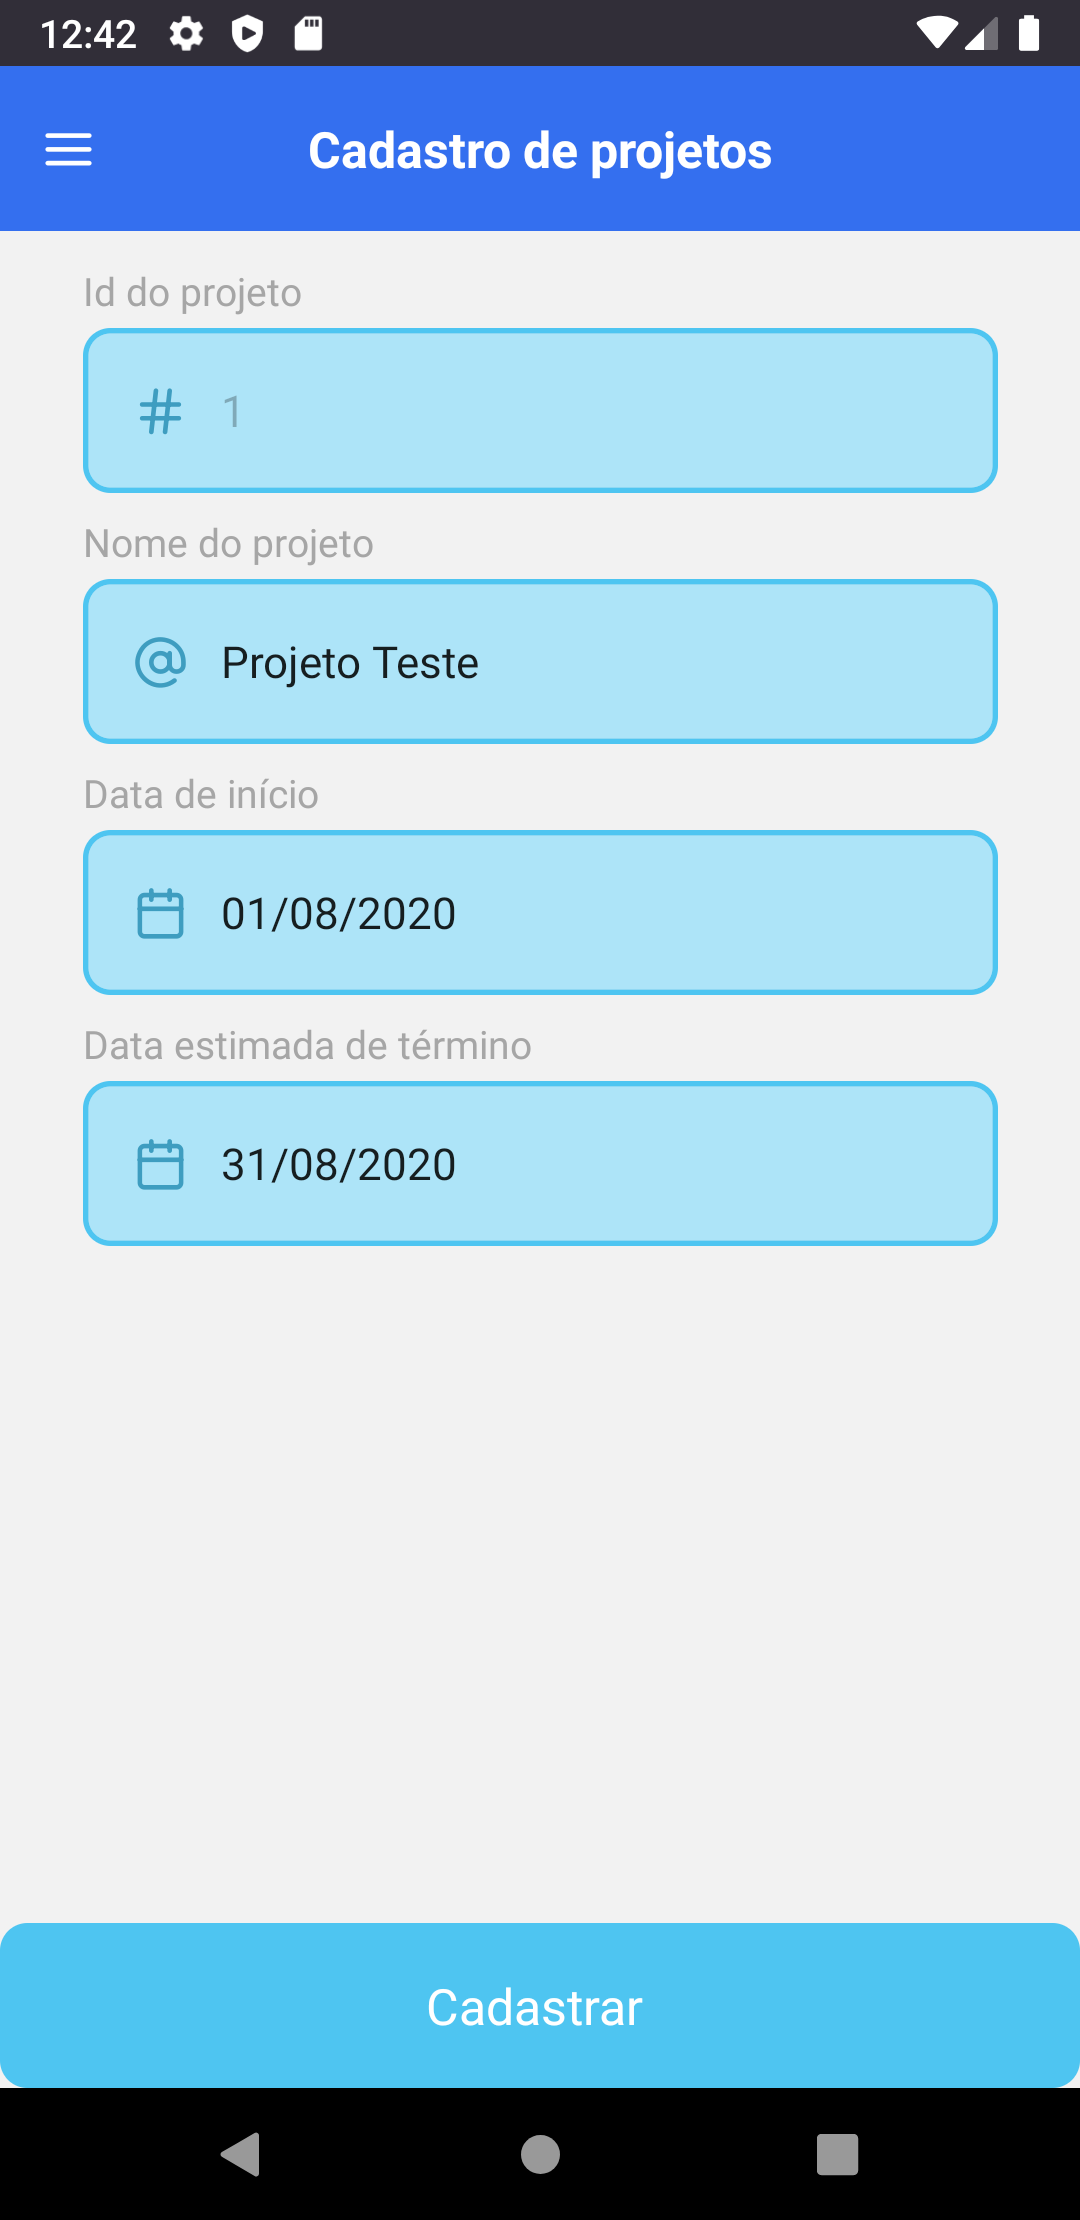 12:42
Cadastro de projetos
Id do projeto
1
Nome do projeto
Projeto Teste
Data de início
01/08/2020
Data estimada de término
31/08/2020
Cadastrar